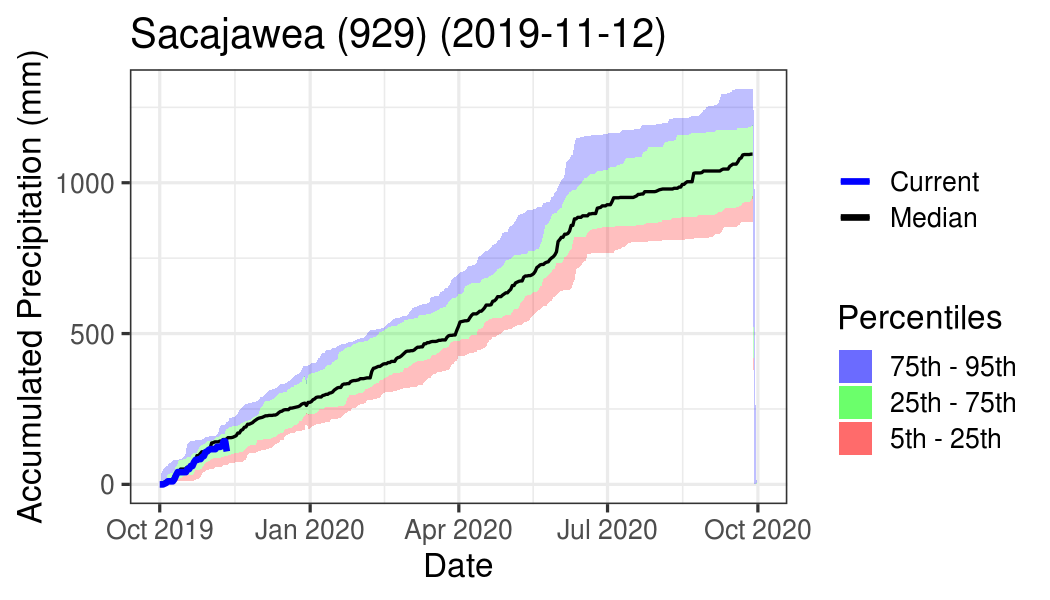 Sacajawea (929) (2019-11-12)
Accumulated Precipitation (mm)
1000
500
0
Oct 2019
Jan 2020
Apr 2020
Jul 2020
Oct 2020
Date
Current
Median
Percentiles
75th - 95th
25th - 75th
5th - 25th